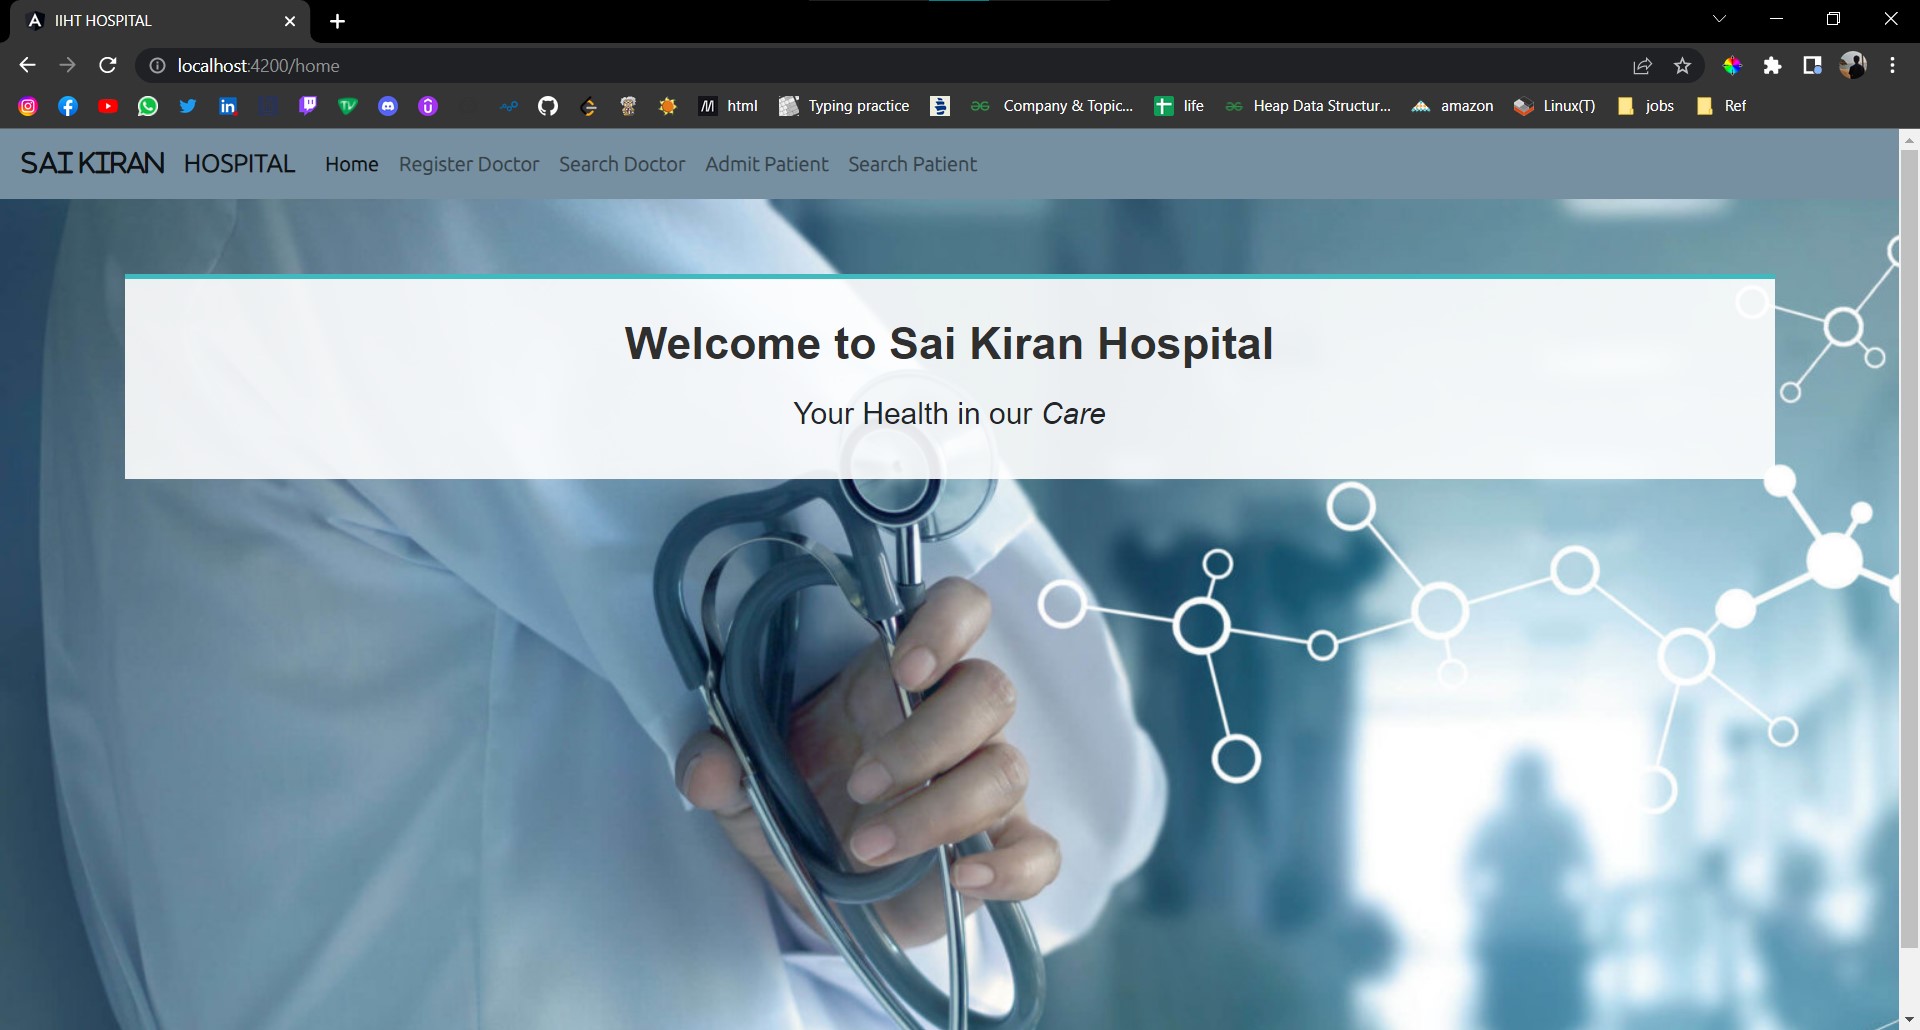 IIHT HOSPITAL
localhost:4200/home
html Typing practice Company & Topic... life Heap Data Structur... amazon Linux(T) jobs Ref
SAI KIRAN HOSPITAL Home Register Doctor Search Doctor Admit Patient Search Patient
Welcome to Sai Kiran Hospital
Your Health in our Care